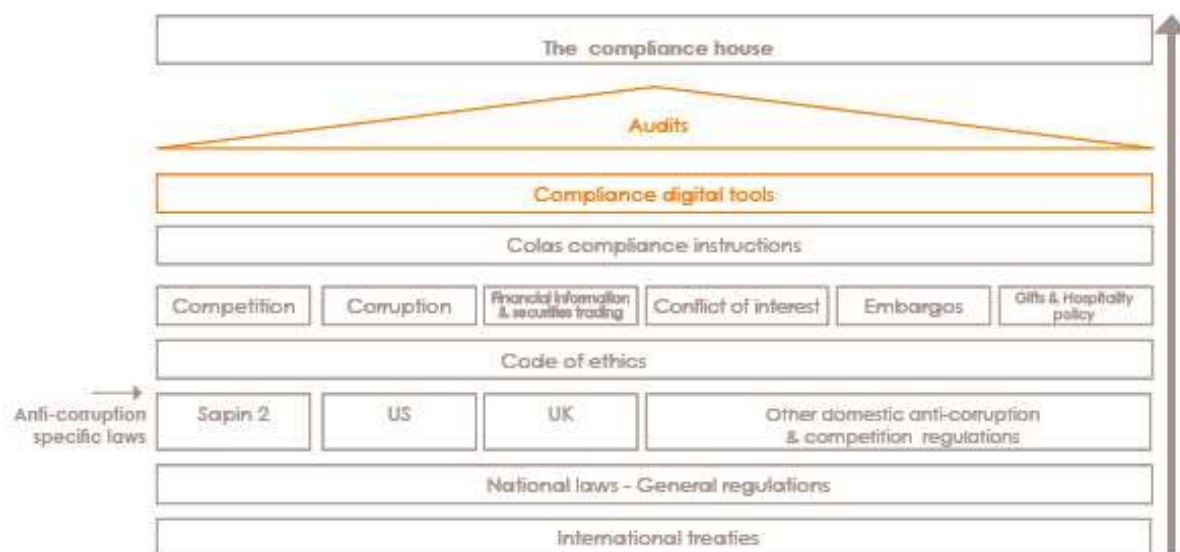 The compliance house
Audits
Compliance digital tools
Colas compliance instructions
Competition
Corruption
Financial information
& securities trading
Conflict of interest
Embargos
Gifts & Hospitality
policy
Code of ethics
Anti-corruption
specific laws
Sapin 2
US
UK
Other domestic anti-corruption
& competition regulations
National laws - General regulations
International treaties